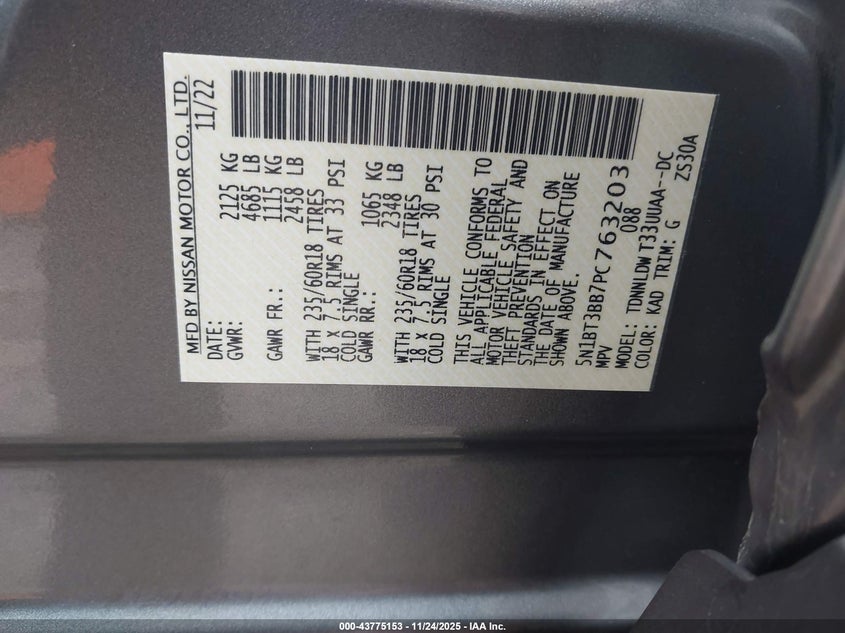 MFD BY NISSAN MOTOR CO., LTD.
DATE: 11/22
GVWR: 2125 KG
4685 LB
GAWR FR.: 1115 KG
2458 LB
WITH 235/60R18 TIRES
18 X 7.5 RIMS AT 33 PSI
COLD SINGLE
GAWR RR.: 1065 KG
2348 LB
WITH 235/60R18 TIRES
18 X 7.5 RIMS AT 30 PSI
COLD SINGLE
THIS VEHICLE CONFORMS TO
ALL APPLICABLE FEDERAL
MOTOR VEHICLE SAFETY AND
THEFT PREVENTION
STANDARDS IN EFFECT ON
THE DATE OF MANUFACTURE
SHOWN ABOVE.
5N1BT3BB7PC763203
MPV 088
MODEL: TDNNLDW T33UUAA--DC
COLOR: KAD TRIM: G ZS30A
000-43775153 - 11/24/2025 - IAA Inc.